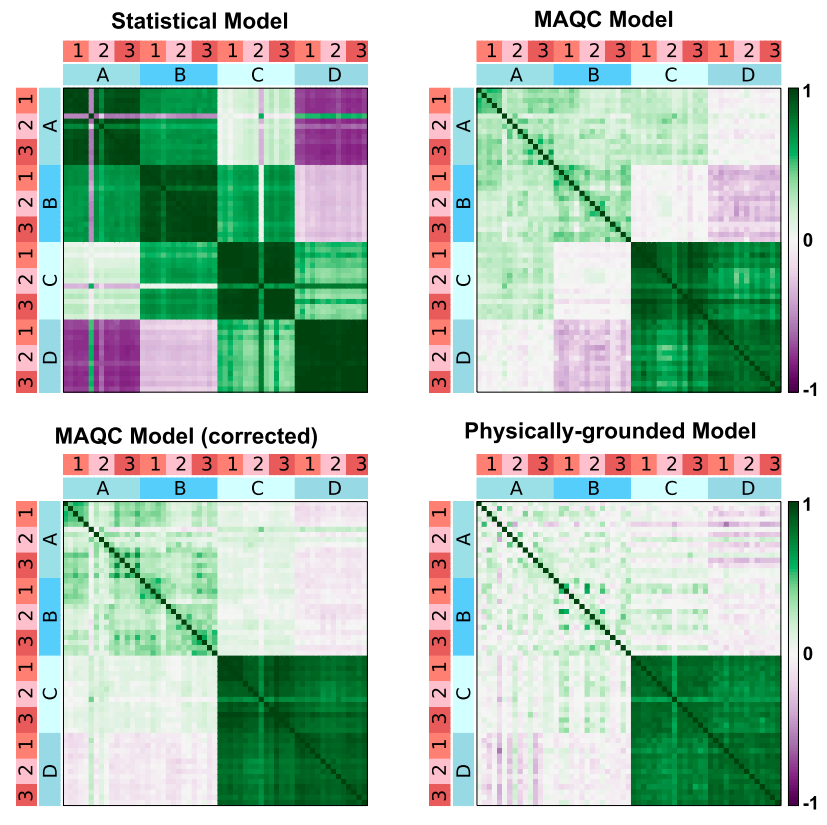 Statistical Model
MAQC Model
1 2 3 1 2 3 1 2 3 1 2 3
A B C D
1 2 3 1 2 3 1 2 3 1 2 3
A B C D
1 2 3 1 2 3 1 2 3 1 2 3
A B C D
1 2 3 1 2 3 1 2 3 1 2 3
A B C D
1
0
-1
MAQC Model (corrected)
Physically-grounded Model
1 2 3 1 2 3 1 2 3 1 2 3
A B C D
1 2 3 1 2 3 1 2 3 1 2 3
A B C D
1 2 3 1 2 3 1 2 3 1 2 3
A B C D
1 2 3 1 2 3 1 2 3 1 2 3
A B C D
1
0
-1